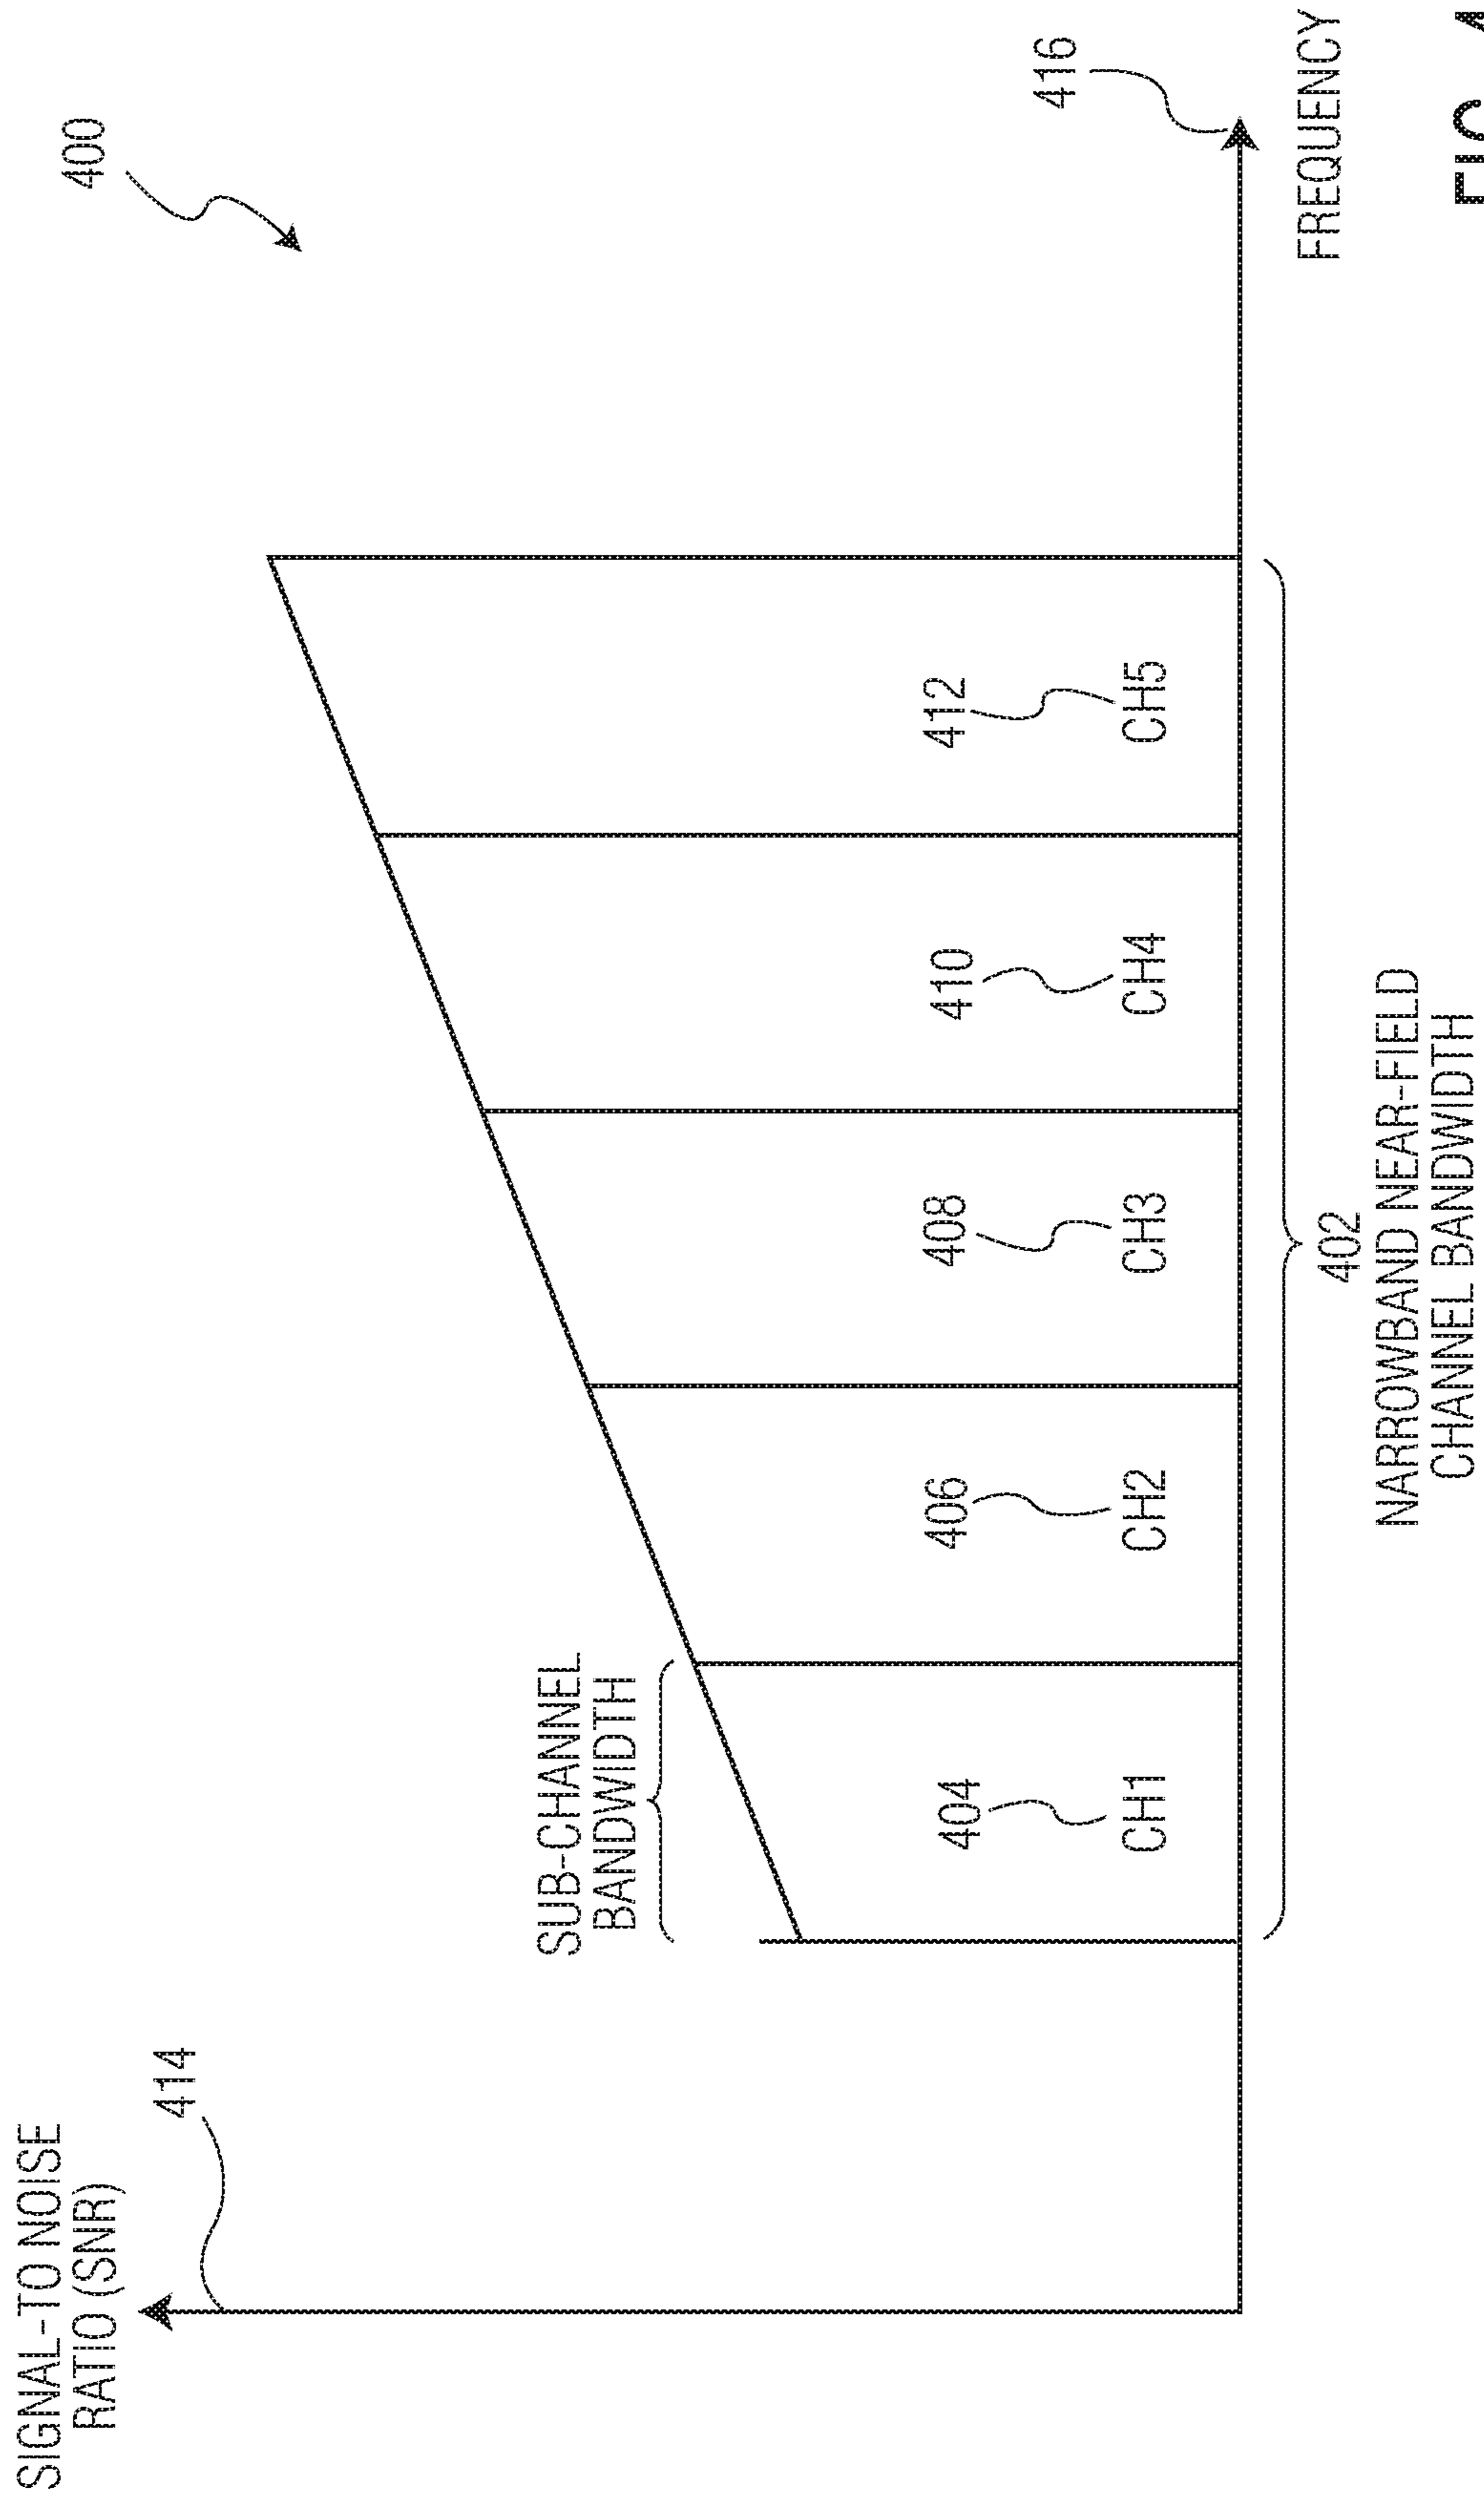 400
SIGNAL-TO NOISE
RATIO (SNR)
414
416
SUB-CHANNEL
BANDWIDTH
404
406
408
410
412
CH1
CH2
CH3
CH4
CH5
FREQUENCY
402
NARROWBAND NEAR-FIELD
CHANNEL BANDWIDTH